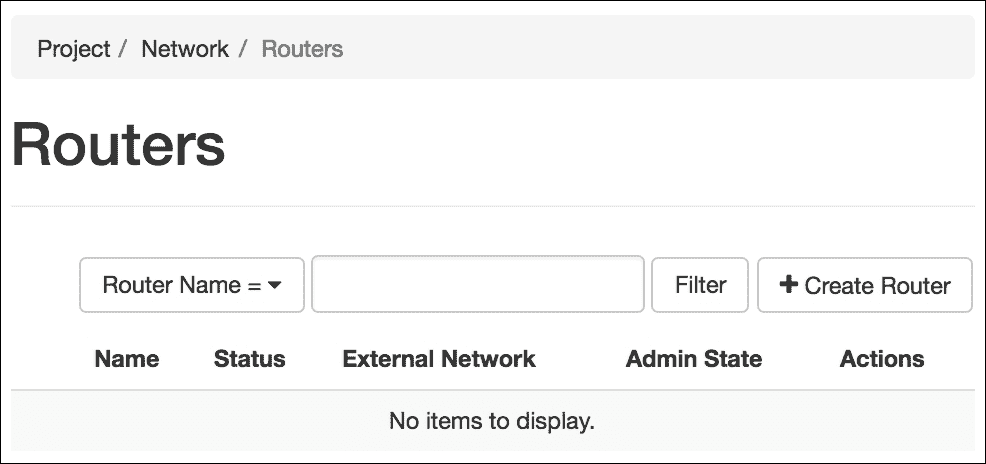 Project / Network / Routers
Routers
Router Name = Filter + Create Router
Name Status External Network Admin State Actions
No items to display.